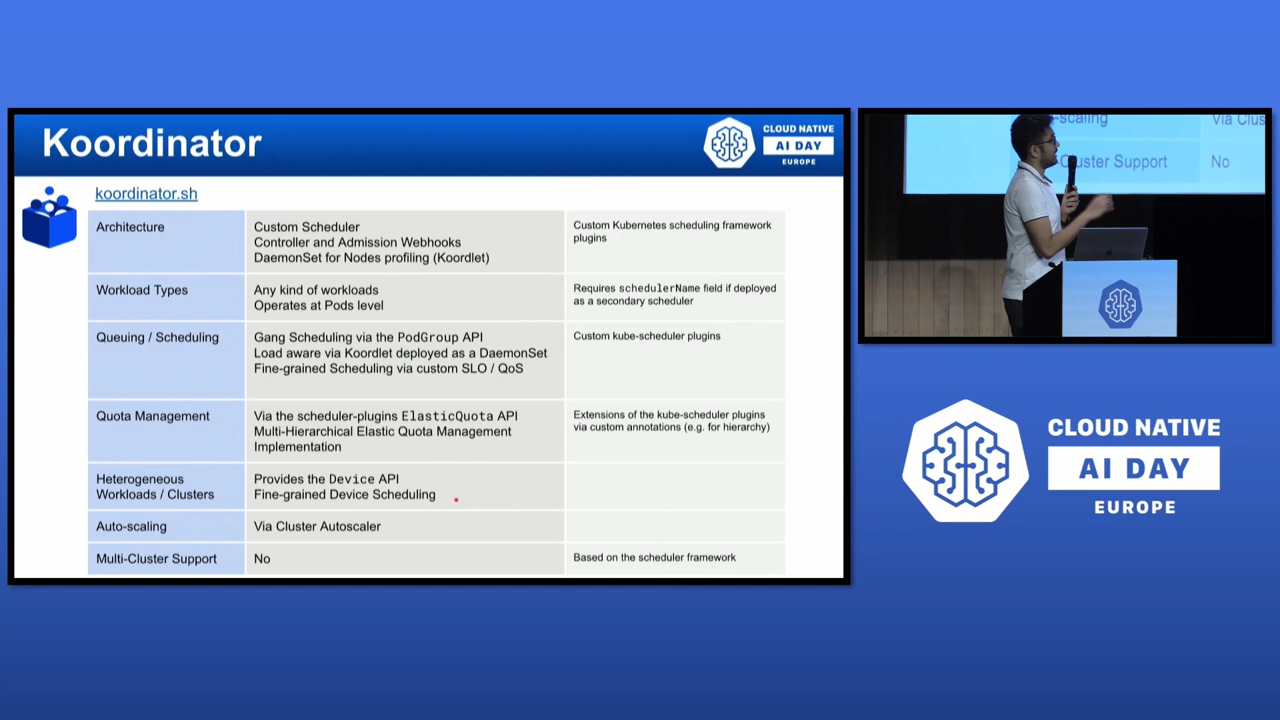 Koordinator
CLOUD NATIVE
AI DAY
EUROPE
koordinator.sh
Architecture
Custom Scheduler
Controller and Admission Webhooks
DaemonSet for Nodes profiling (Koordlet)
Custom Kubernetes scheduling framework
plugins
Workload Types
Any kind of workloads
Operates at Pods level
Requires schedulerName field if deployed
as a secondary scheduler
Queuing / Scheduling
Gang Scheduling via the PodGroup API
Load aware via Koordlet deployed as a DaemonSet
Fine-grained Scheduling via custom SLO / QoS
Custom kube-scheduler plugins
Quota Management
Via the scheduler-plugins ElasticQuota API
Multi-Hierarchical Elastic Quota Management
Implementation
Extensions of the kube-scheduler plugins
via custom annotations (e.g. for hierarchy)
Heterogeneous
Workloads / Clusters
Provides the Device API
Fine-grained Device Scheduling
Auto-scaling
Via Cluster Autoscaler
Multi-Cluster Support
No
Based on the scheduler framework
-scaling
Via Clus
Cluster Support
No
CLOUD NATIVE
AI DAY
EUROPE